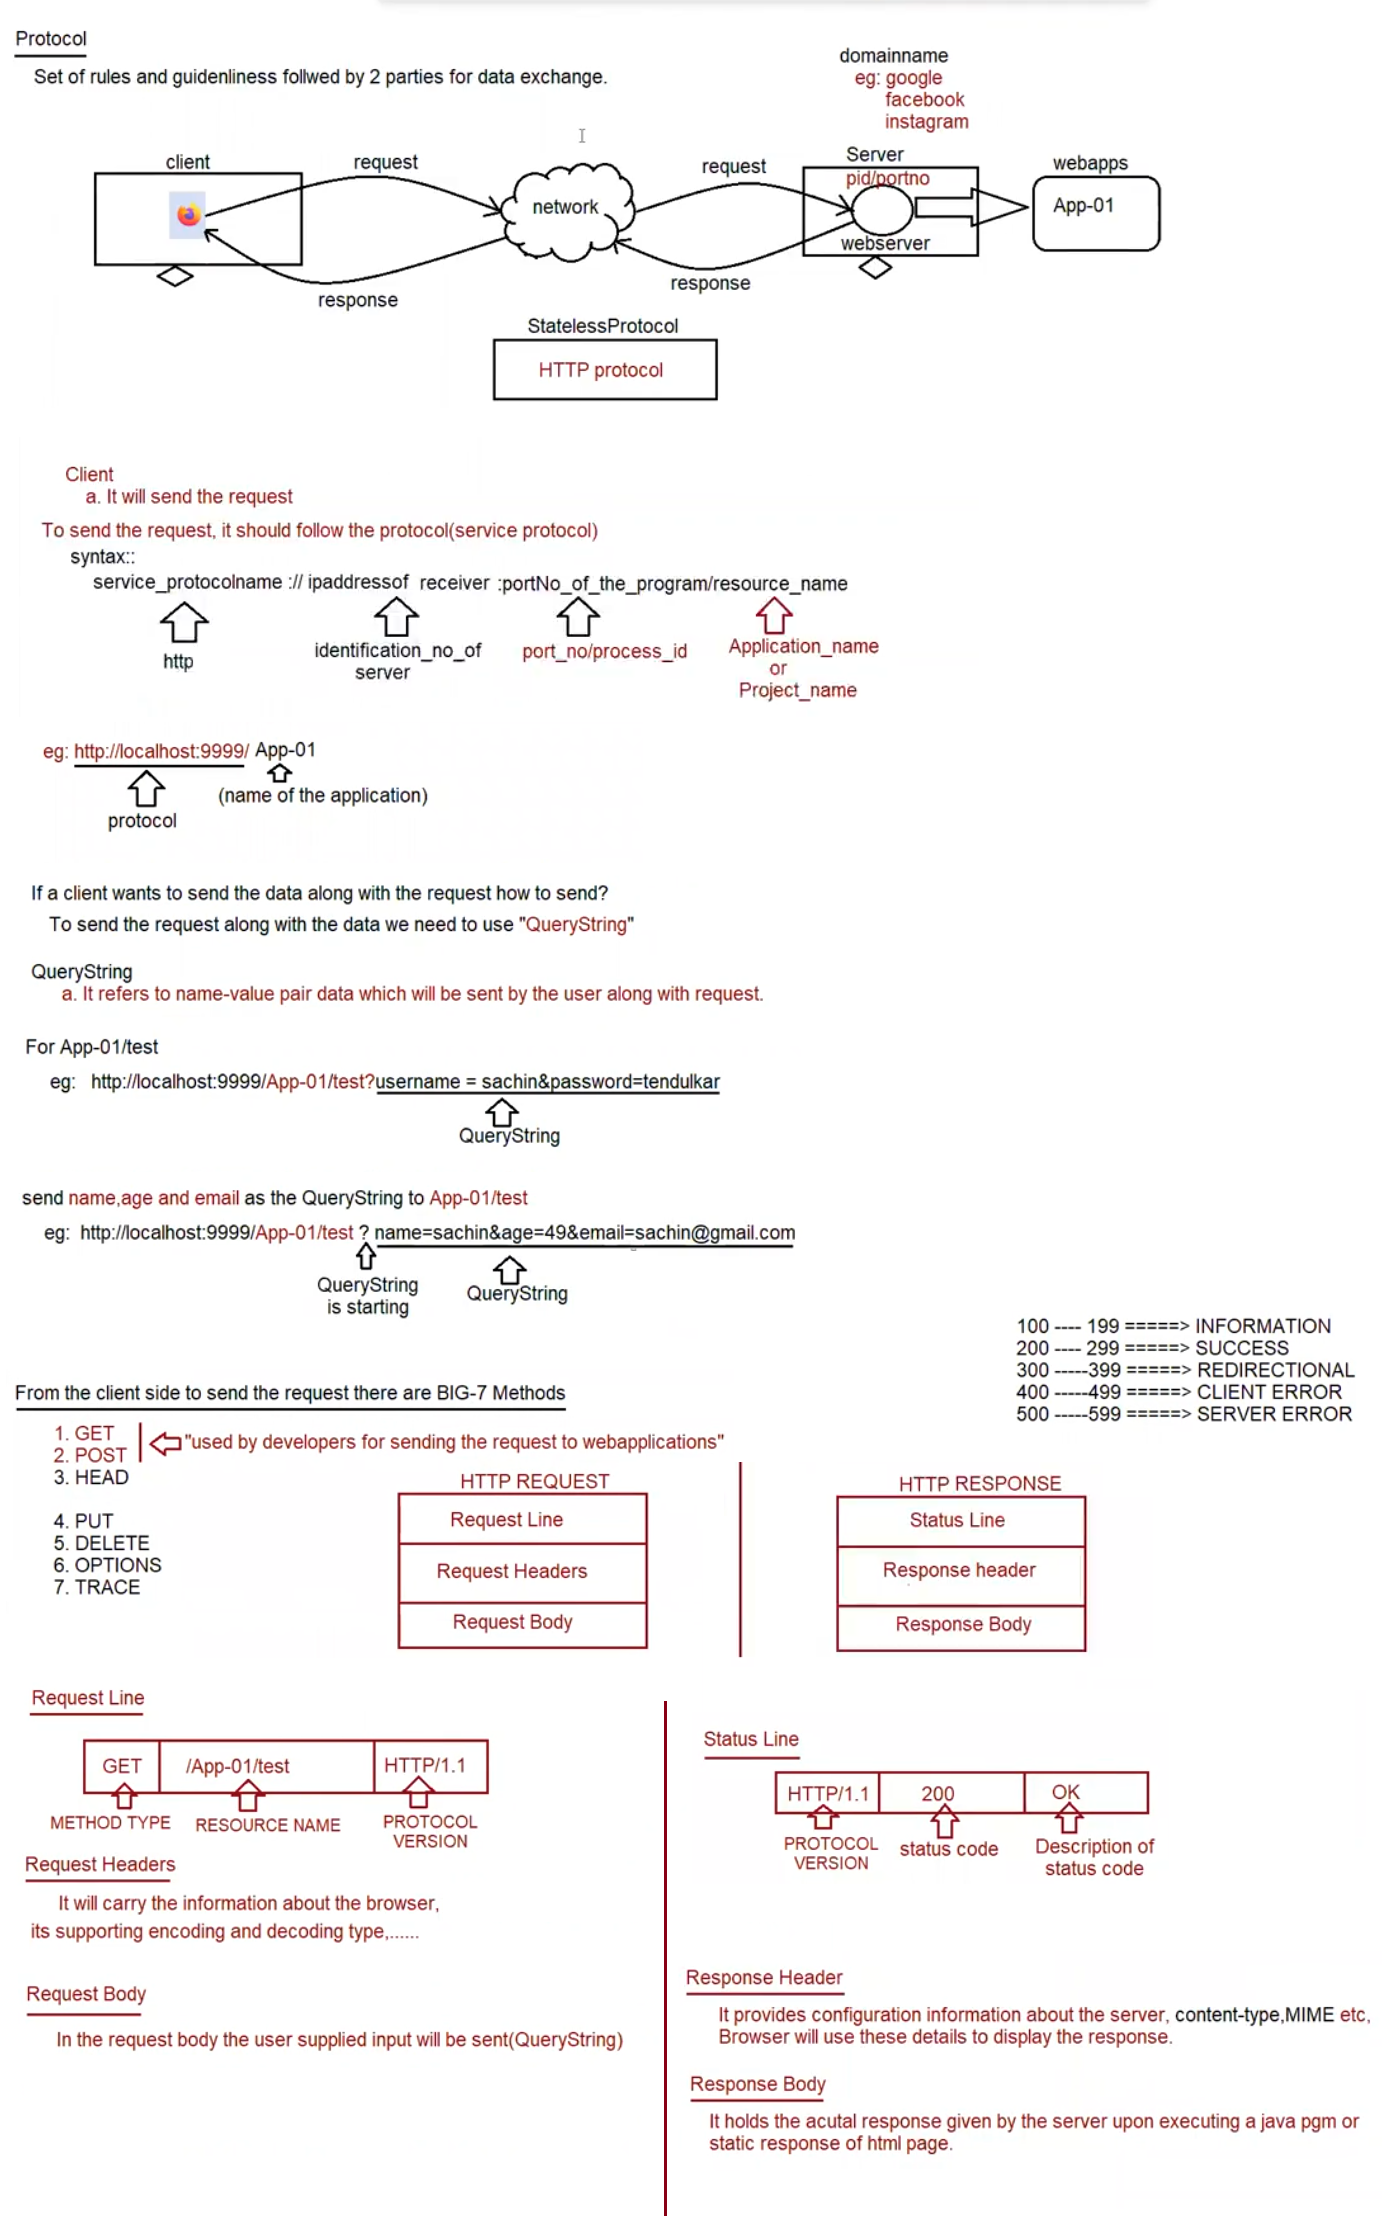 Protocol
Set of rules and guidenliness follwed by 2 parties for data exchange.
domainname
eg: google
facebook
instagram
client
request
network
request
Server
pid/portno
webserver
webapps
App-01
response
response
StatelessProtocol
HTTP protocol
Client
a. It will send the request
To send the request, it should follow the protocol(service protocol)
syntax::
service_protocolname :// ipaddressof receiver :portNo_of_the_program/resource_name
http
identification_no_of
server
port_no/process_id
Application_name
or
Project_name
eg: http://localhost:9999/ App-01
protocol
(name of the application)
If a client wants to send the data along with the request how to send?
To send the request along with the data we need to use "QueryString"
QueryString
a. It refers to name-value pair data which will be sent by the user along with request.
For App-01/test
eg: http://localhost:9999/App-01/test?username = sachin&password=tendulkar
QueryString
send name,age and email as the QueryString to App-01/test
eg: http://localhost:9999/App-01/test ? name=sachin&age=49&email=sachin@gmail.com
QueryString
is starting
QueryString
100 ---- 199 =====> INFORMATION
200 ---- 299 =====> SUCCESS
300 -----399 =====> REDIRECTIONAL
400 -----499 =====> CLIENT ERROR
500 -----599 =====> SERVER ERROR
From the client side to send the request there are BIG-7 Methods
1. GET
2. POST
"used by developers for sending the request to webapplications"
3. HEAD
4. PUT
5. DELETE
6. OPTIONS
7. TRACE
HTTP REQUEST
Request Line
Request Headers
Request Body
HTTP RESPONSE
Status Line
Response header
Response Body
Request Line
GET
/App-01/test
HTTP/1.1
METHOD TYPE
RESOURCE NAME
PROTOCOL
VERSION
Request Headers
It will carry the information about the browser,
its supporting encoding and decoding type,......
Request Body
In the request body the user supplied input will be sent(QueryString)
Status Line
HTTP/1.1
200
OK
PROTOCOL
VERSION
status code
Description of
status code
Response Header
It provides configuration information about the server, content-type,MIME etc,
Browser will use these details to display the response.
Response Body
It holds the acutal response given by the server upon executing a java pgm or
static response of html page.